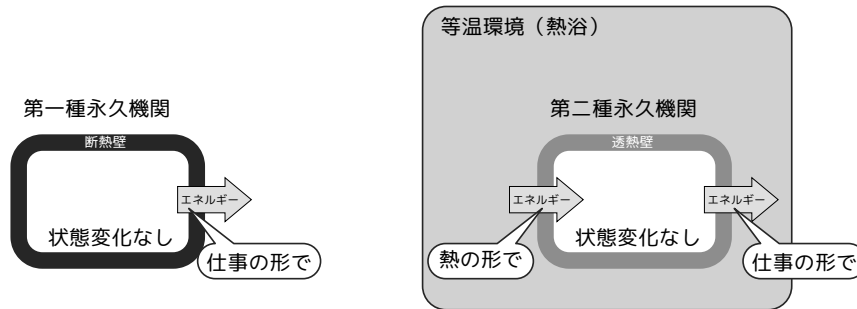 第一種永久機関
断熱壁
エネルギー
状態変化なし
仕事の形で
等温環境（熱浴）
第二種永久機関
透熱壁
エネルギー
エネルギー
状態変化なし
熱の形で
仕事の形で